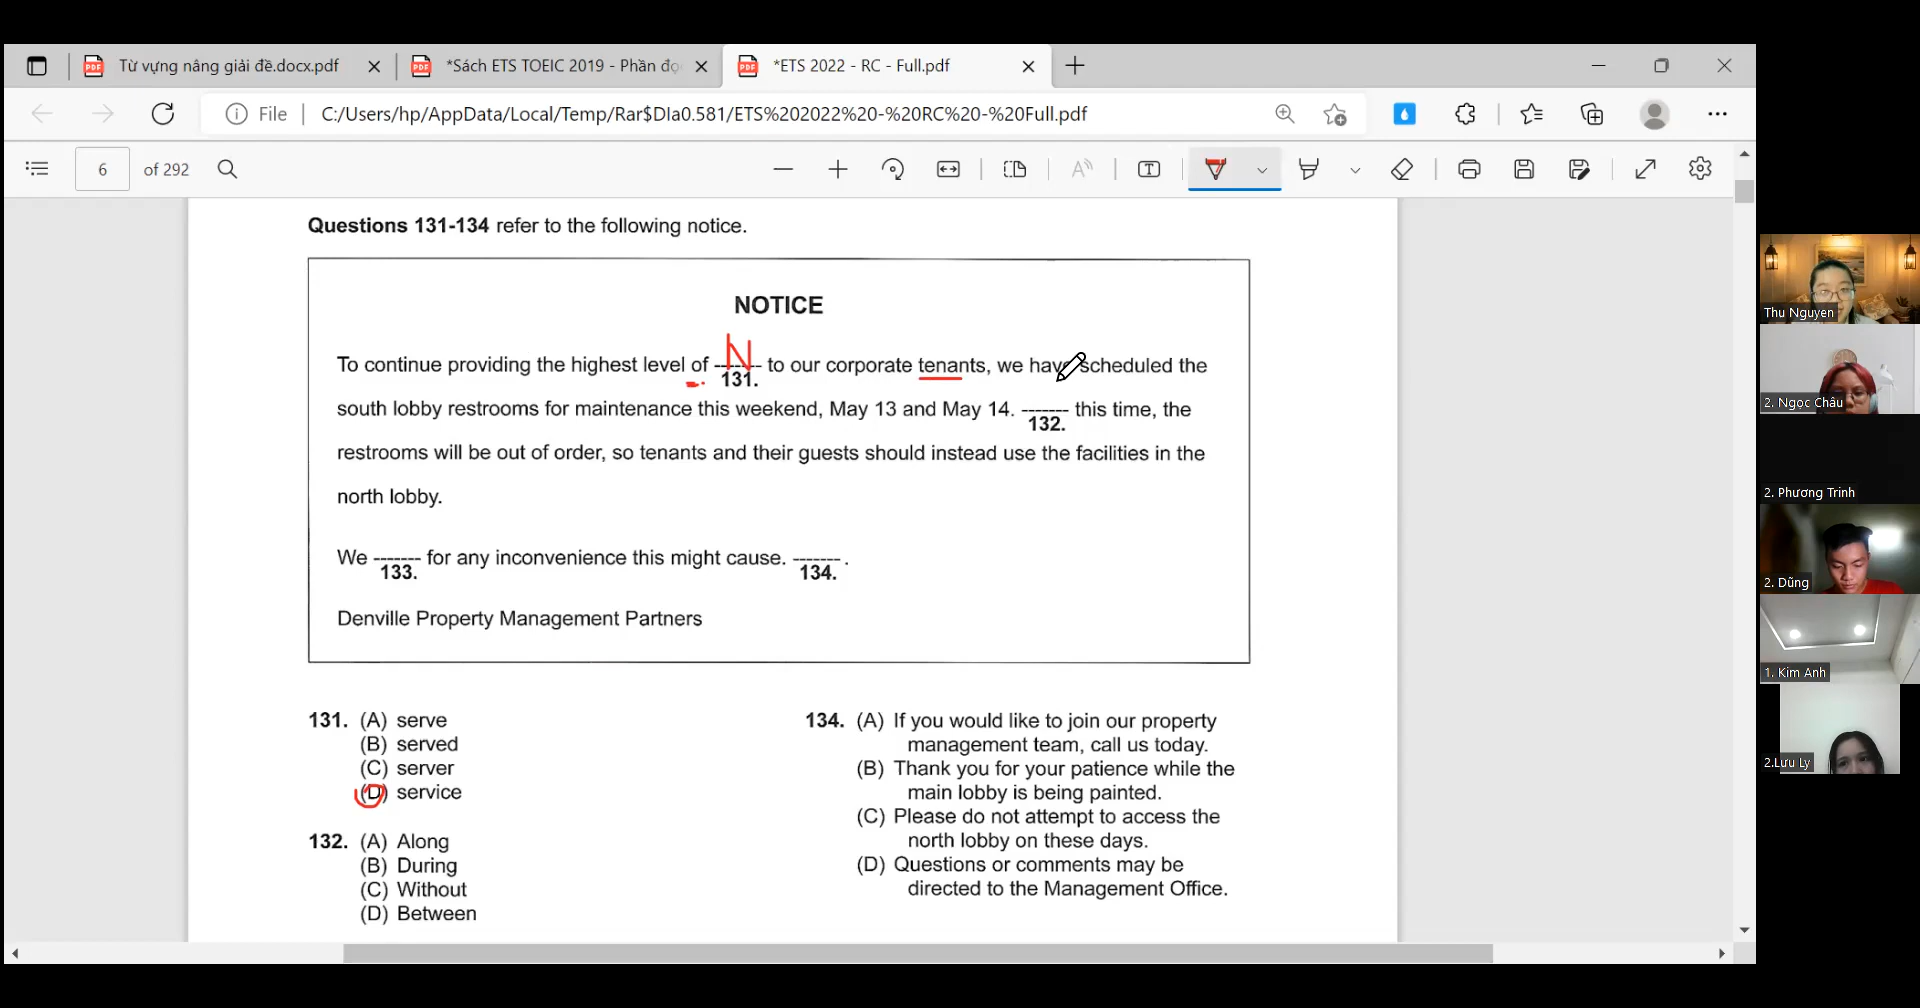 Từ vựng nâng giải đề.docx.pdf
*Sách ETS TOEIC 2019 - Phần đọ
*ETS 2022 - RC - Full.pdf
File
C:/Users/hp/AppData/Local/Temp/Rar$DIa0.581/ETS%202022%20-%20RC%20-%20Full.pdf
6 of 292
Questions 131-134 refer to the following notice.
NOTICE
N
To continue providing the highest level of ------- to our corporate tenants, we have scheduled the
131.
south lobby restrooms for maintenance this weekend, May 13 and May 14. ------- this time, the
132.
restrooms will be out of order, so tenants and their guests should instead use the facilities in the
north lobby.
We ------- for any inconvenience this might cause. ------- .
133. 134.
Denville Property Management Partners
131. (A) serve
(B) served
(C) server
(D) service
132. (A) Along
(B) During
(C) Without
(D) Between
134. (A) If you would like to join our property
management team, call us today.
(B) Thank you for your patience while the
main lobby is being painted.
(C) Please do not attempt to access the
north lobby on these days.
(D) Questions or comments may be
directed to the Management Office.
Thu Nguyen
2. Ngọc Châu
2. Phương Trinh
2. Dũng
1. Kim Anh
2.Lưu Ly